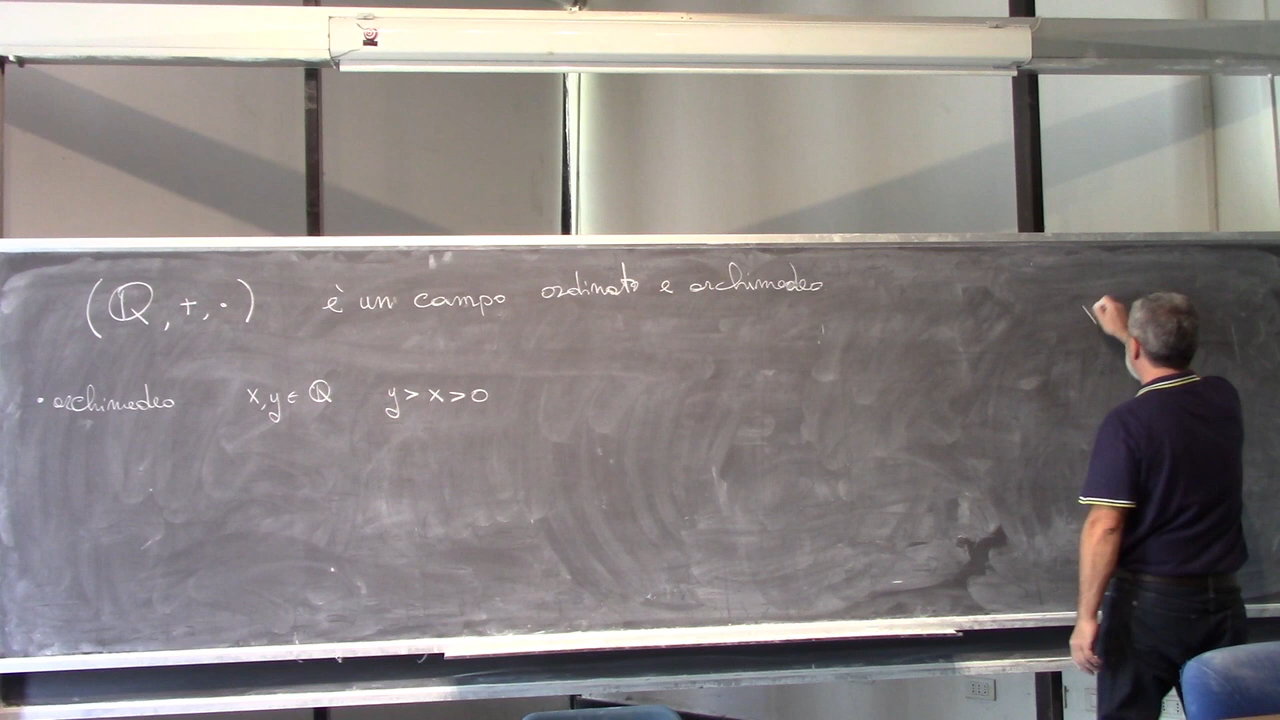 (ℚ, +, ·) è un campo ordinato e archimedeo
• archimedeo x, y ∈ ℚ y > x > 0